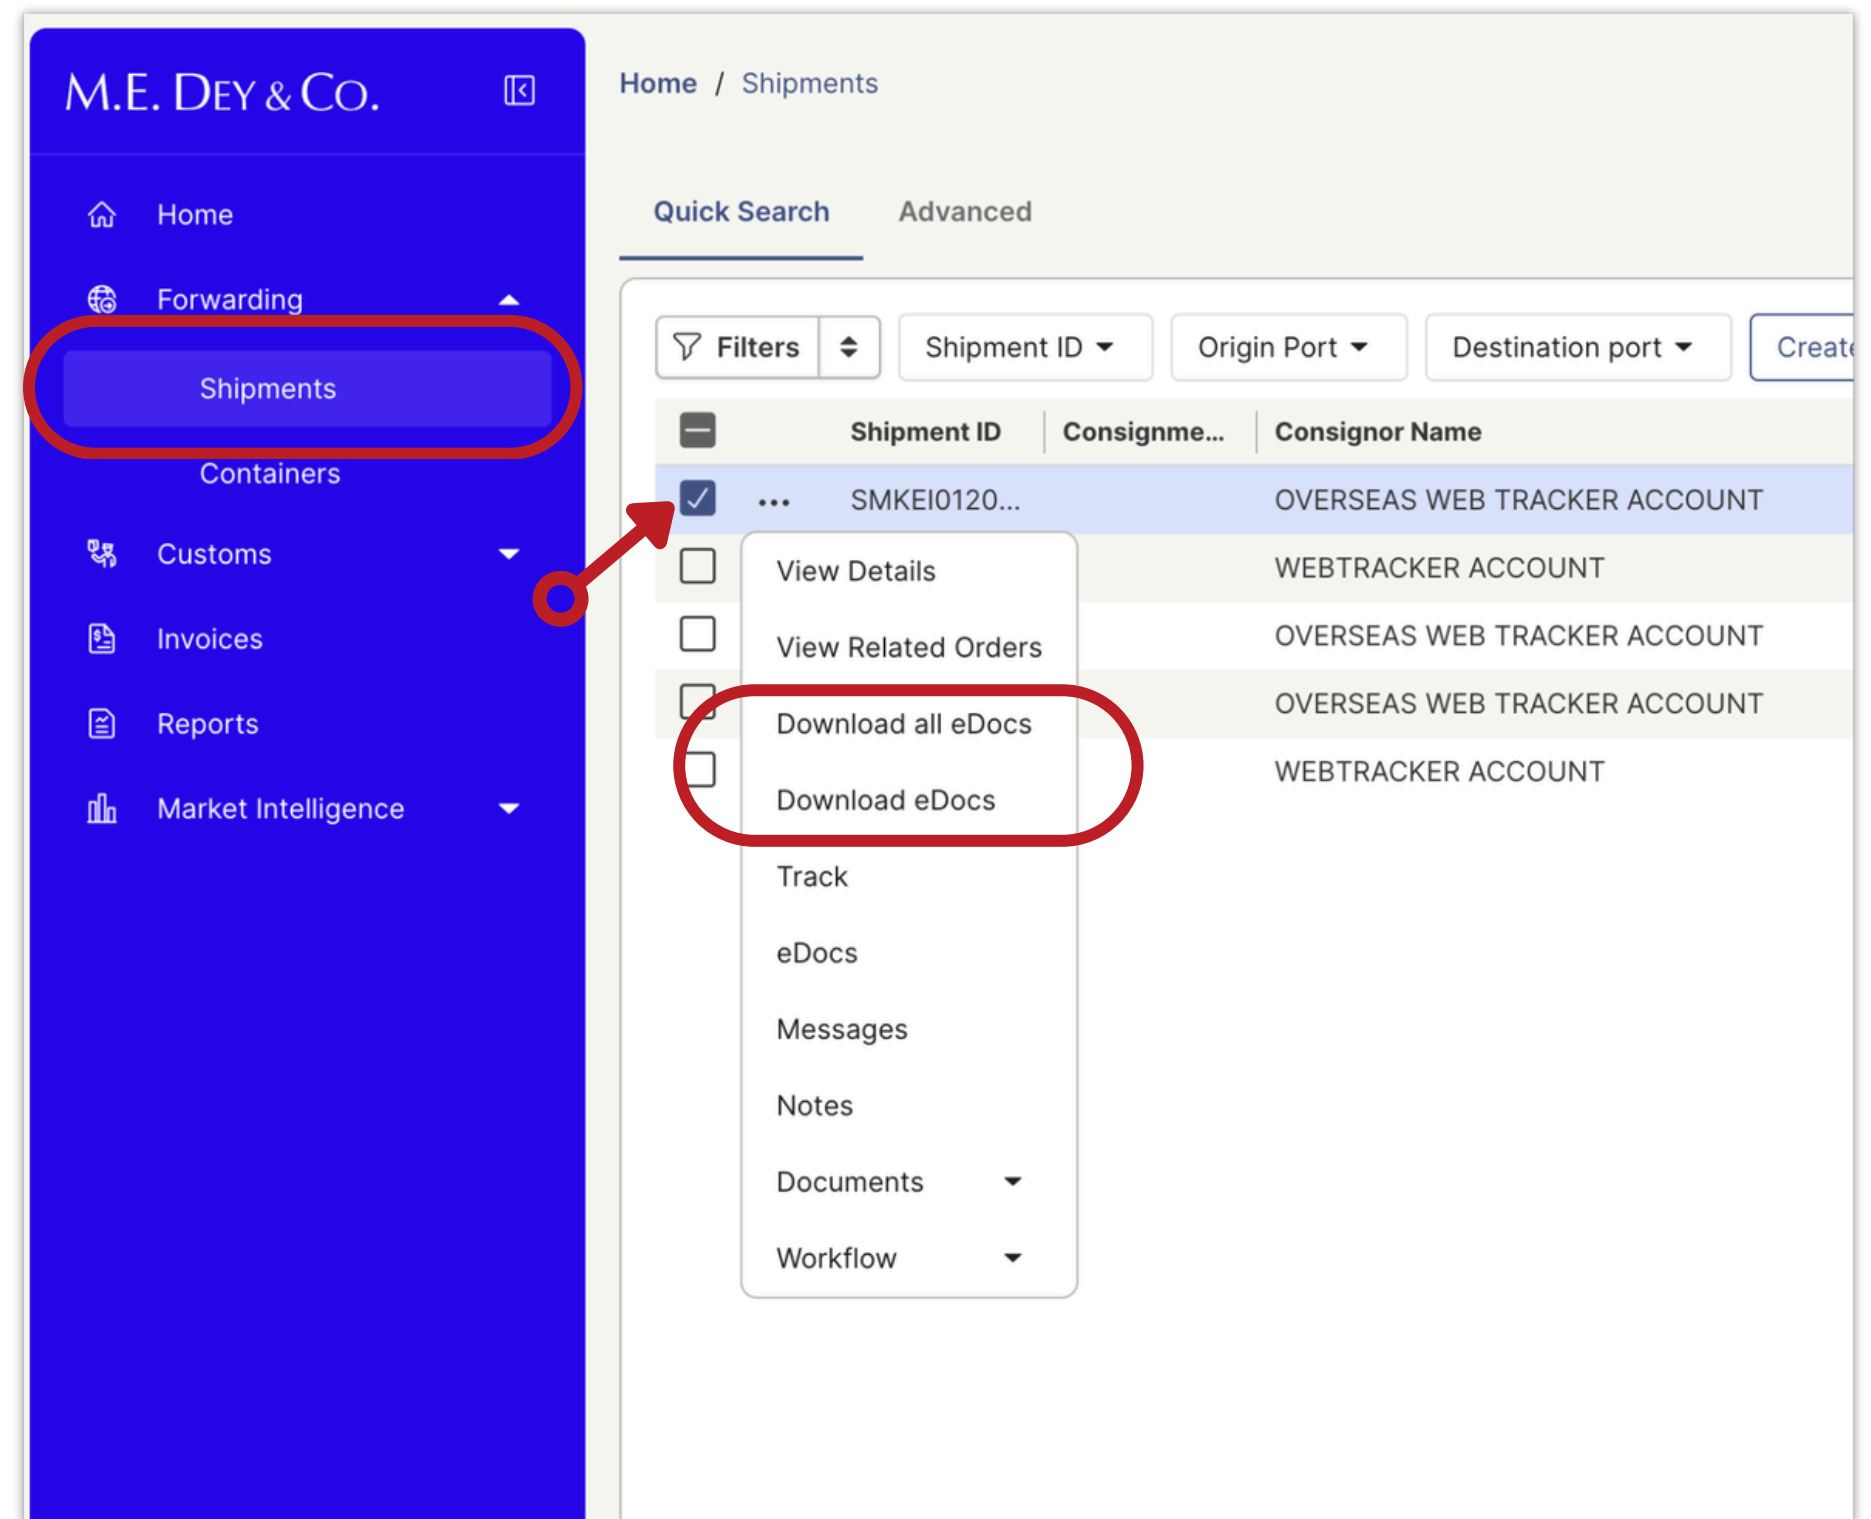 M.E. DEY & CO.
Home
Forwarding
Shipments
Containers
Customs
Invoices
Reports
Market Intelligence
Home / Shipments
Quick Search Advanced
Filters Shipment ID Origin Port Destination port Create
Shipment ID Consignme... Consignor Name
... SMKEI0120... OVERSEAS WEB TRACKER ACCOUNT
WEBTRACKER ACCOUNT
OVERSEAS WEB TRACKER ACCOUNT
OVERSEAS WEB TRACKER ACCOUNT
WEBTRACKER ACCOUNT
View Details
View Related Orders
Download all eDocs
Download eDocs
Track
eDocs
Messages
Notes
Documents
Workflow